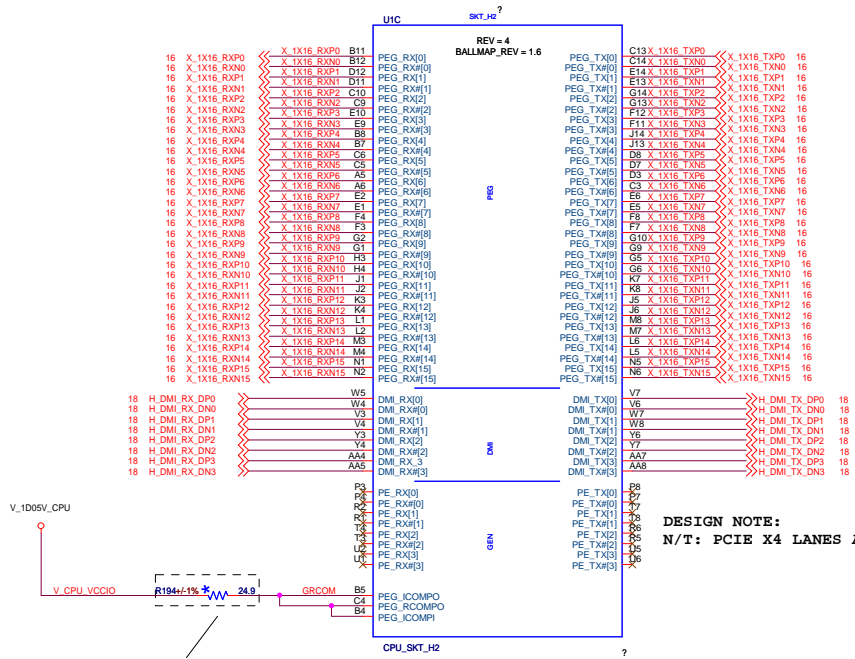 U1C SKT_H2 ?
REV = 4
BALLMAP_REV = 1.6
16 X_1X16_RXP0 X_1X16_RXP0 B11 PEG_RX[0] PEG_TX[0] C13 X_1X16_TXP0 X_1X16_TXP0 16
16 X_1X16_RXN0 X_1X16_RXN0 B12 PEG_RX#[0] PEG_TX#[0] C14 X_1X16_TXN0 X_1X16_TXN0 16
16 X_1X16_RXP1 X_1X16_RXP1 D12 PEG_RX[1] PEG_TX[1] E14 X_1X16_TXP1 X_1X16_TXP1 16
16 X_1X16_RXN1 X_1X16_RXN1 D11 PEG_RX#[1] PEG_TX#[1] E13 X_1X16_TXN1 X_1X16_TXN1 16
16 X_1X16_RXP2 X_1X16_RXP2 C10 PEG_RX[2] PEG_TX[2] G14 X_1X16_TXP2 X_1X16_TXP2 16
16 X_1X16_RXN2 X_1X16_RXN2 C9 PEG_RX#[2] PEG_TX#[2] G13 X_1X16_TXN2 X_1X16_TXN2 16
16 X_1X16_RXP3 X_1X16_RXP3 E10 PEG_RX[3] PEG_TX[3] F12 X_1X16_TXP3 X_1X16_TXP3 16
16 X_1X16_RXN3 X_1X16_RXN3 E9 PEG_RX#[3] PEG_TX#[3] F11 X_1X16_TXN3 X_1X16_TXN3 16
16 X_1X16_RXP4 X_1X16_RXP4 B8 PEG_RX[4] PEG_TX[4] J14 X_1X16_TXP4 X_1X16_TXP4 16
16 X_1X16_RXN4 X_1X16_RXN4 B7 PEG_RX#[4] PEG_TX#[4] J13 X_1X16_TXN4 X_1X16_TXN4 16
16 X_1X16_RXP5 X_1X16_RXP5 C6 PEG_RX[5] PEG_TX[5] D8 X_1X16_TXP5 X_1X16_TXP5 16
16 X_1X16_RXN5 X_1X16_RXN5 C5 PEG_RX#[5] PEG_TX#[5] D7 X_1X16_TXN5 X_1X16_TXN5 16
16 X_1X16_RXP6 X_1X16_RXP6 A5 PEG_RX[6] PEG_TX[6] D3 X_1X16_TXP6 X_1X16_TXP6 16
16 X_1X16_RXN6 X_1X16_RXN6 A6 PEG_RX#[6] PEG_TX#[6] C3 X_1X16_TXN6 X_1X16_TXN6 16
16 X_1X16_RXP7 X_1X16_RXP7 E2 PEG_RX[7] PEG PEG_TX[7] E6 X_1X16_TXP7 X_1X16_TXP7 16
16 X_1X16_RXN7 X_1X16_RXN7 E1 PEG_RX#[7] PEG_TX#[7] E5 X_1X16_TXN7 X_1X16_TXN7 16
16 X_1X16_RXP8 X_1X16_RXP8 F4 PEG_RX[8] PEG_TX[8] F8 X_1X16_TXP8 X_1X16_TXP8 16
16 X_1X16_RXN8 X_1X16_RXN8 F3 PEG_RX#[8] PEG_TX#[8] F7 X_1X16_TXN8 X_1X16_TXN8 16
16 X_1X16_RXP9 X_1X16_RXP9 G2 PEG_RX[9] PEG_TX[9] G10 X_1X16_TXP9 X_1X16_TXP9 16
16 X_1X16_RXN9 X_1X16_RXN9 G1 PEG_RX#[9] PEG_TX#[9] G9 X_1X16_TXN9 X_1X16_TXN9 16
16 X_1X16_RXP10 X_1X16_RXP10 H3 PEG_RX[10] PEG_TX[10] G5 X_1X16_TXP10 X_1X16_TXP10 16
16 X_1X16_RXN10 X_1X16_RXN10 H4 PEG_RX#[10] PEG_TX#[10] G6 X_1X16_TXN10 X_1X16_TXN10 16
16 X_1X16_RXP11 X_1X16_RXP11 J1 PEG_RX[11] PEG_TX[11] K7 X_1X16_TXP11 X_1X16_TXP11 16
16 X_1X16_RXN11 X_1X16_RXN11 J2 PEG_RX#[11] PEG_TX#[11] K8 X_1X16_TXN11 X_1X16_TXN11 16
16 X_1X16_RXP12 X_1X16_RXP12 K3 PEG_RX[12] PEG_TX[12] J5 X_1X16_TXP12 X_1X16_TXP12 16
16 X_1X16_RXN12 X_1X16_RXN12 K4 PEG_RX#[12] PEG_TX#[12] J6 X_1X16_TXN12 X_1X16_TXN12 16
16 X_1X16_RXP13 X_1X16_RXP13 L1 PEG_RX[13] PEG_TX[13] M8 X_1X16_TXP13 X_1X16_TXP13 16
16 X_1X16_RXN13 X_1X16_RXN13 L2 PEG_RX#[13] PEG_TX#[13] M7 X_1X16_TXN13 X_1X16_TXN13 16
16 X_1X16_RXP14 X_1X16_RXP14 M3 PEG_RX[14] PEG_TX[14] L6 X_1X16_TXP14 X_1X16_TXP14 16
16 X_1X16_RXN14 X_1X16_RXN14 M4 PEG_RX#[14] PEG_TX#[14] L5 X_1X16_TXN14 X_1X16_TXN14 16
16 X_1X16_RXP15 X_1X16_RXP15 N1 PEG_RX[15] PEG_TX[15] N5 X_1X16_TXP15 X_1X16_TXP15 16
16 X_1X16_RXN15 X_1X16_RXN15 N2 PEG_RX#[15] PEG_TX#[15] N6 X_1X16_TXN15 X_1X16_TXN15 16
18 H_DMI_RX_DP0 W5 DMI_RX[0] DMI_TX[0] V7 H_DMI_TX_DP0 18
18 H_DMI_RX_DN0 W4 DMI_RX#[0] DMI_TX#[0] V6 H_DMI_TX_DN0 18
18 H_DMI_RX_DP1 V3 DMI_RX[1] DMI_TX[1] W7 H_DMI_TX_DP1 18
18 H_DMI_RX_DN1 V4 DMI_RX#[1] DMI_TX#[1] W8 H_DMI_TX_DN1 18
18 H_DMI_RX_DP2 Y3 DMI_RX[2] DMI DMI_TX[2] Y6 H_DMI_TX_DP2 18
18 H_DMI_RX_DN2 Y4 DMI_RX#[2] DMI_TX#[2] Y7 H_DMI_TX_DN2 18
18 H_DMI_RX_DP3 AA4 DMI_RX_3 DMI_TX[3] AA7 H_DMI_TX_DP3 18
18 H_DMI_RX_DN3 AA5 DMI_RX#[3] DMI_TX#[3] AA8 H_DMI_TX_DN3 18
P3 PE_RX[0] PE_TX[0] P8
P4 PE_RX#[0] PE_TX#[0] P7
R2 PE_RX[1] PE_TX[1] T7
R1 PE_RX#[1] PE_TX#[1] T8
T4 PE_RX[2] GEN PE_TX[2] R6
T3 PE_RX#[2] PE_TX#[2] R5
U2 PE_RX[3] PE_TX[3] U5
U1 PE_RX#[3] PE_TX#[3] U6
DESIGN NOTE:
N/T: PCIE X4 LANES
V_1D05V_CPU
V_CPU_VCCIO R194+/-1% * 24.9 GRCOM B5 PEG_ICOMPO
C4 PEG_RCOMPO
B4 PEG_ICOMPI
CPU_SKT_H2 ?